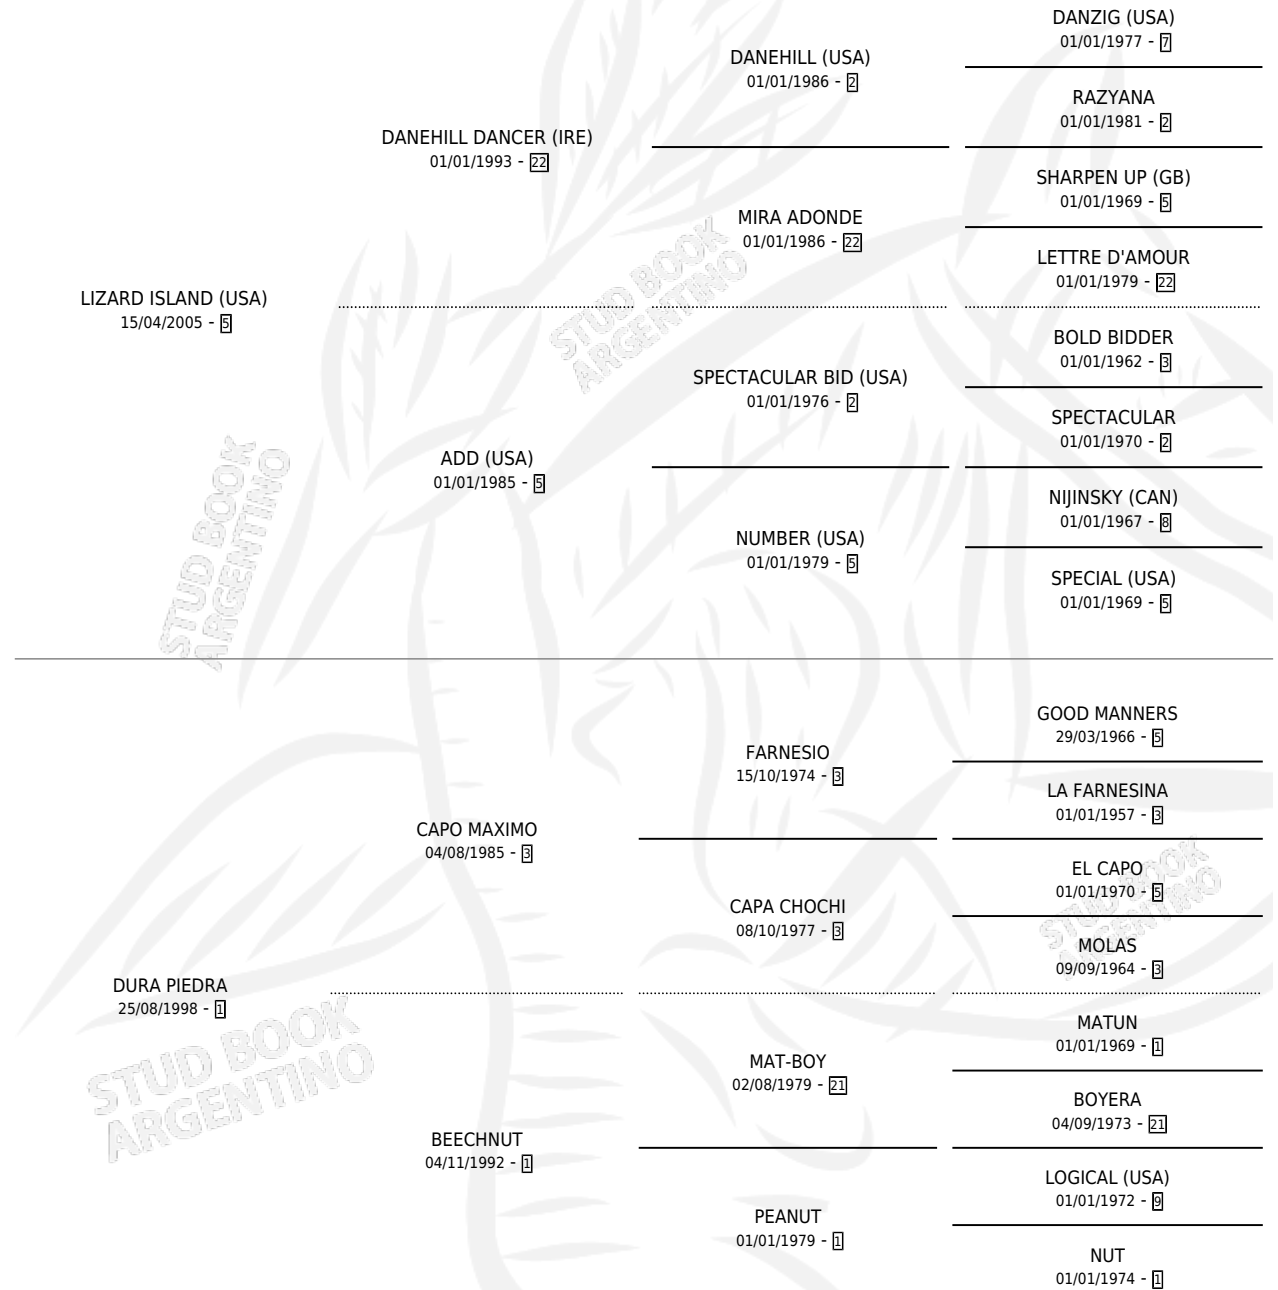 DANZIG (USA)
01/01/1977 - 7
DANEHILL (USA)
01/01/1986 - 2
RAZYANA
01/01/1981 - 2
DANEHILL DANCER (IRE)
01/01/1993 - 22
SHARPEN UP (GB)
01/01/1969 - 5
MIRA ADONDE
01/01/1986 - 22
LETTRE D'AMOUR
01/01/1979 - 22
LIZARD ISLAND (USA)
15/04/2005 - 5
BOLD BIDDER
01/01/1962 - 3
SPECTACULAR BID (USA)
01/01/1976 - 2
SPECTACULAR
01/01/1970 - 2
ADD (USA)
01/01/1985 - 5
NIJINSKY (CAN)
01/01/1967 - 8
NUMBER (USA)
01/01/1979 - 5
SPECIAL (USA)
01/01/1969 - 5
GOOD MANNERS
29/03/1966 - 5
FARNESIO
15/10/1974 - 3
LA FARNESINA
01/01/1957 - 3
CAPO MAXIMO
04/08/1985 - 3
EL CAPO
01/01/1970 - 5
CAPA CHOCHI
08/10/1977 - 3
MOLAS
09/09/1964 - 3
DURA PIEDRA
25/08/1998 - 1
MATUN
01/01/1969 - 1
MAT-BOY
02/08/1979 - 21
BOYERA
04/09/1973 - 21
BEECHNUT
04/11/1992 - 1
LOGICAL (USA)
01/01/1972 - 9
PEANUT
01/01/1979 - 1
NUT
01/01/1974 - 1
STUD BOOK
ARGENTINO
STUD BOOK
ARGENTINO
STUD BOOK
ARGENTINO
STUD BOOK
ARGENTINO